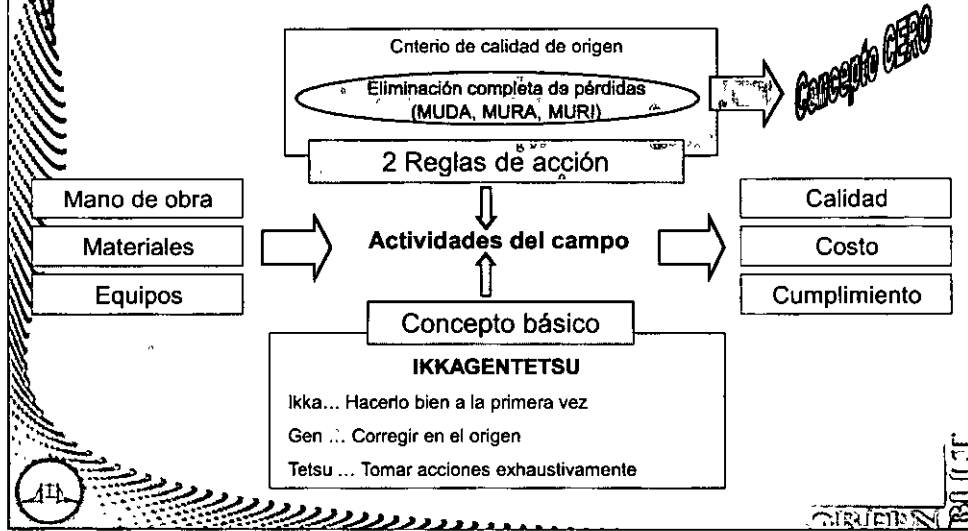 Cnterio de calidad de origen
Eliminación completa da pérdidas
(MUDA, MURA, MURI)
Concepto CERO
2 Reglas de acción
Mano de obra
Materiales
Equipos
Actividades del campo
Calidad
Costo
Cumplimiento
Concepto básico
IKKAGENTETSU
Ikka... Hacerlo bien a la primera vez
Gen ... Corregir en el origen
Tetsu ... Tomar acciones exhaustivamente